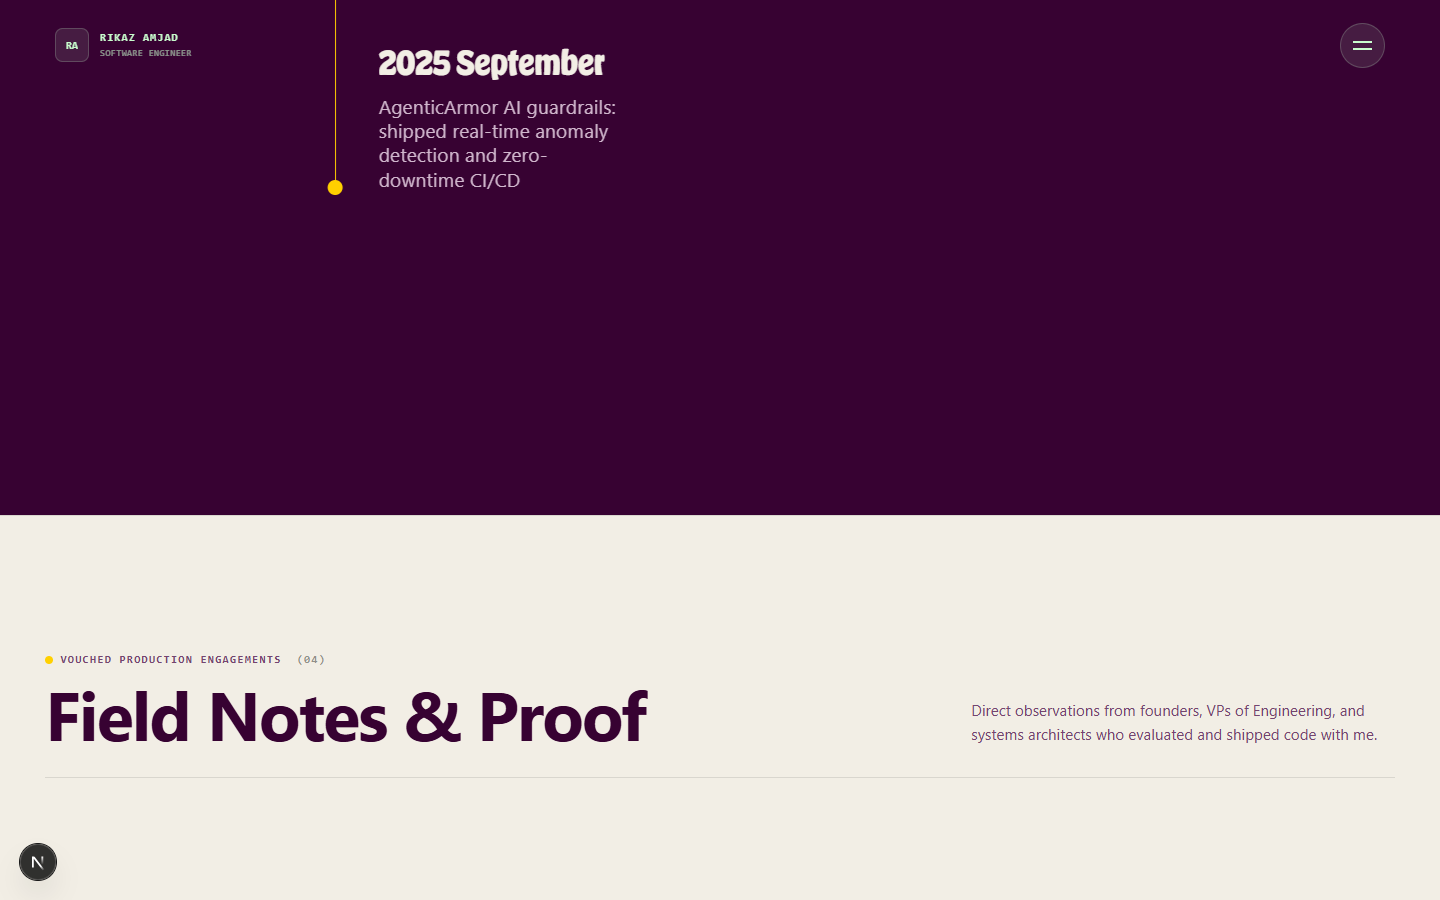 RA
RIKAZ AMJAD
SOFTWARE ENGINEER
2025 September
AgenticArmor AI guardrails:
shipped real-time anomaly
detection and zero-
downtime CI/CD
VOUCHED PRODUCTION ENGAGEMENTS (04)
Field Notes & Proof
Direct observations from founders, VPs of Engineering, and
systems architects who evaluated and shipped code with me.
N